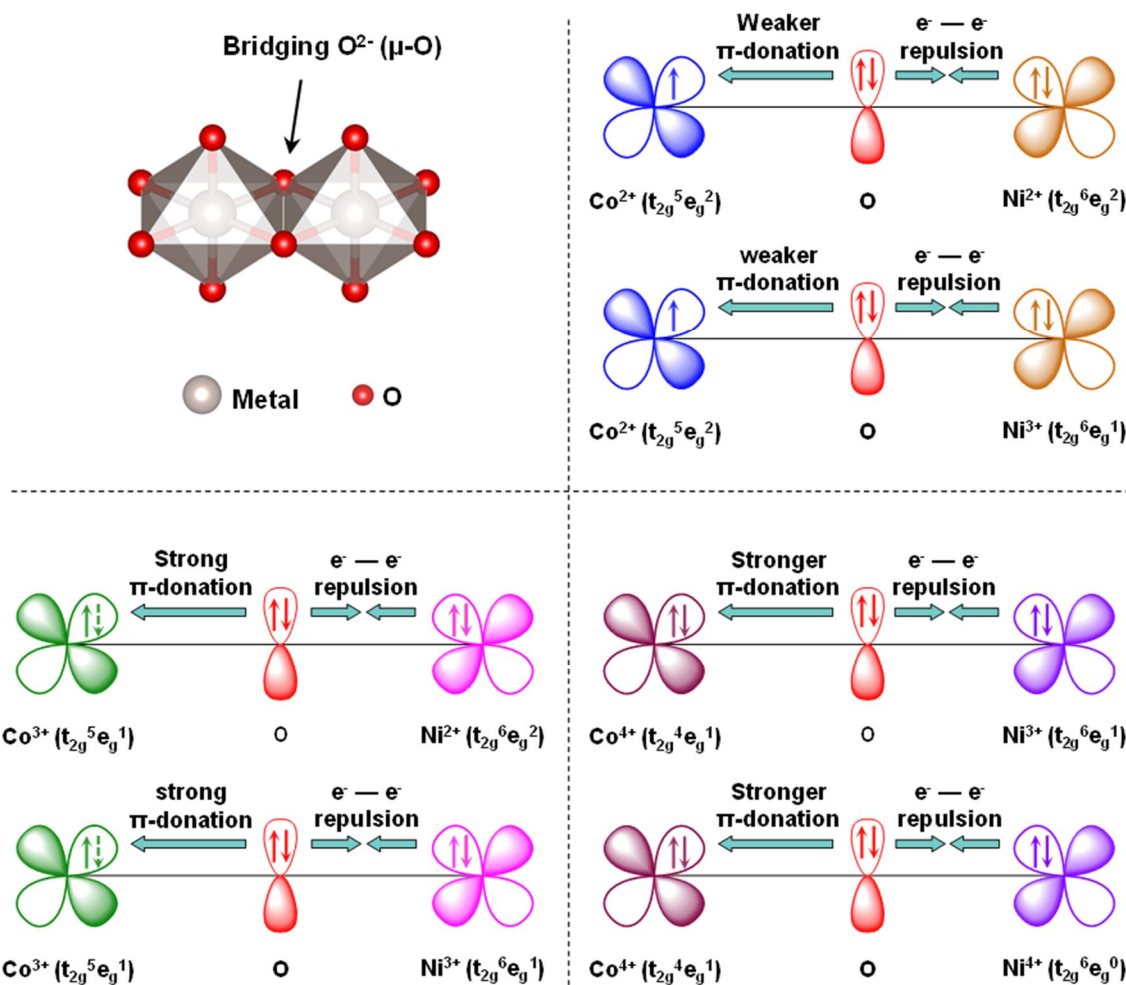 Bridging O²⁻ (μ-O)
Metal
O
Weaker
π-donation
e⁻ — e⁻
repulsion
Co²⁺ (t₂g⁵eg²)
O
Ni²⁺ (t₂g⁶eg²)
weaker
π-donation
e⁻ — e⁻
repulsion
Co²⁺ (t₂g⁵eg²)
O
Ni³⁺ (t₂g⁶eg¹)
Strong
π-donation
e⁻ — e⁻
repulsion
Co³⁺ (t₂g⁵eg¹)
O
Ni²⁺ (t₂g⁶eg²)
strong
π-donation
e⁻ — e⁻
repulsion
Co³⁺ (t₂g⁵eg¹)
O
Ni³⁺ (t₂g⁶eg¹)
Stronger
π-donation
e⁻ — e⁻
repulsion
Co⁴⁺ (t₂g⁴eg¹)
O
Ni³⁺ (t₂g⁶eg¹)
Stronger
π-donation
e⁻ — e⁻
repulsion
Co⁴⁺ (t₂g⁴eg¹)
O
Ni⁴⁺ (t₂g⁶eg⁰)